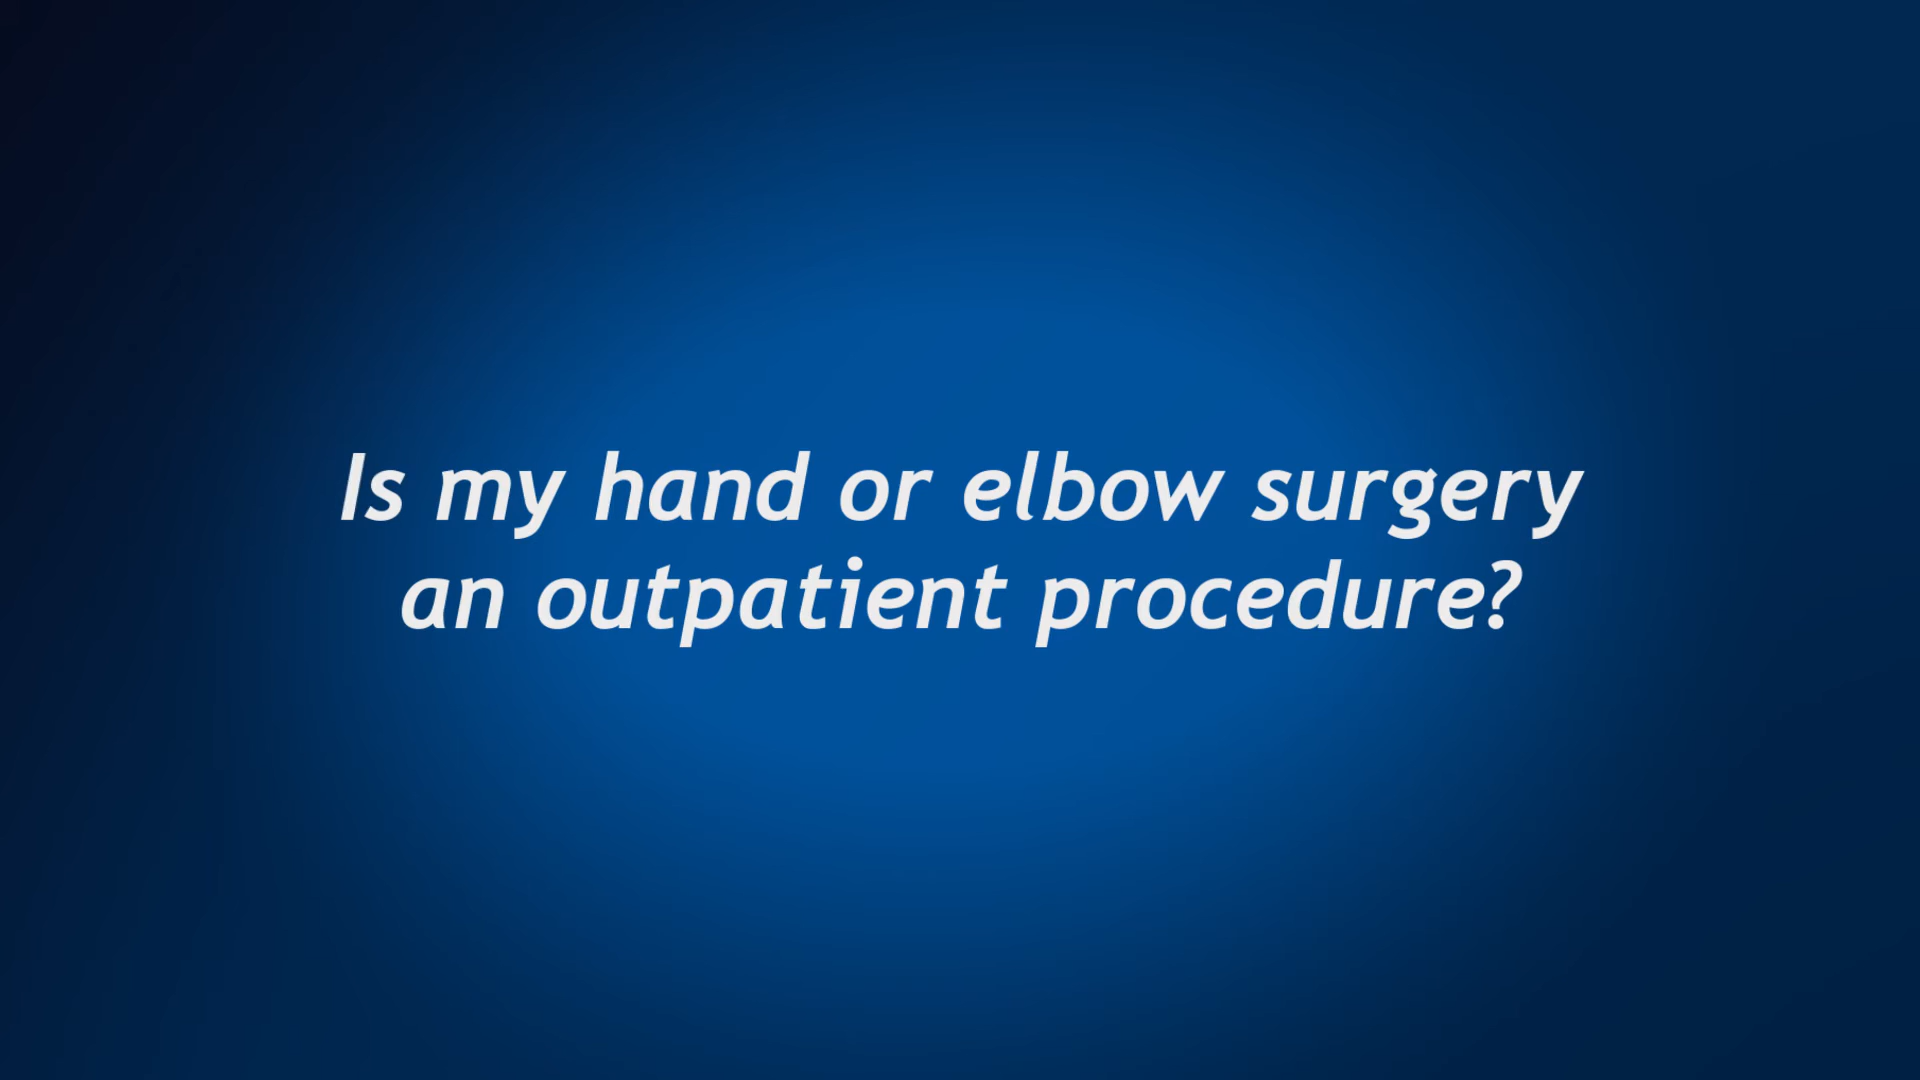 Is my hand or elbow surgery
an outpatient procedure?